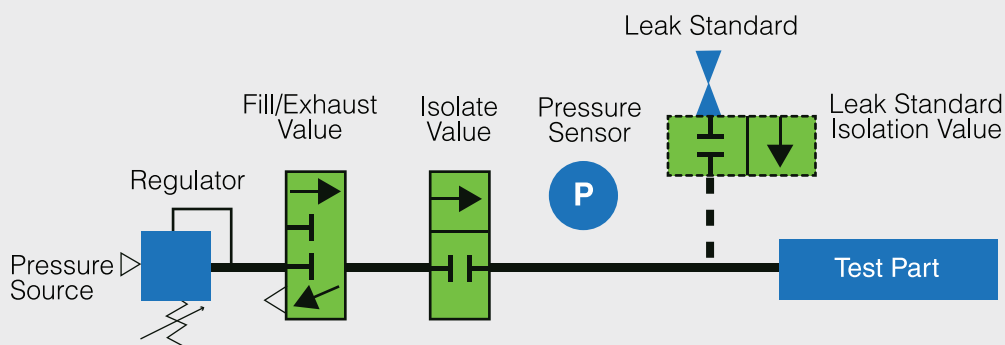 Leak Standard
Fill/Exhaust
Value
Isolate
Value
Pressure
Sensor
Leak Standard
Isolation Value
Regulator
P
Pressure
Source
Test Part